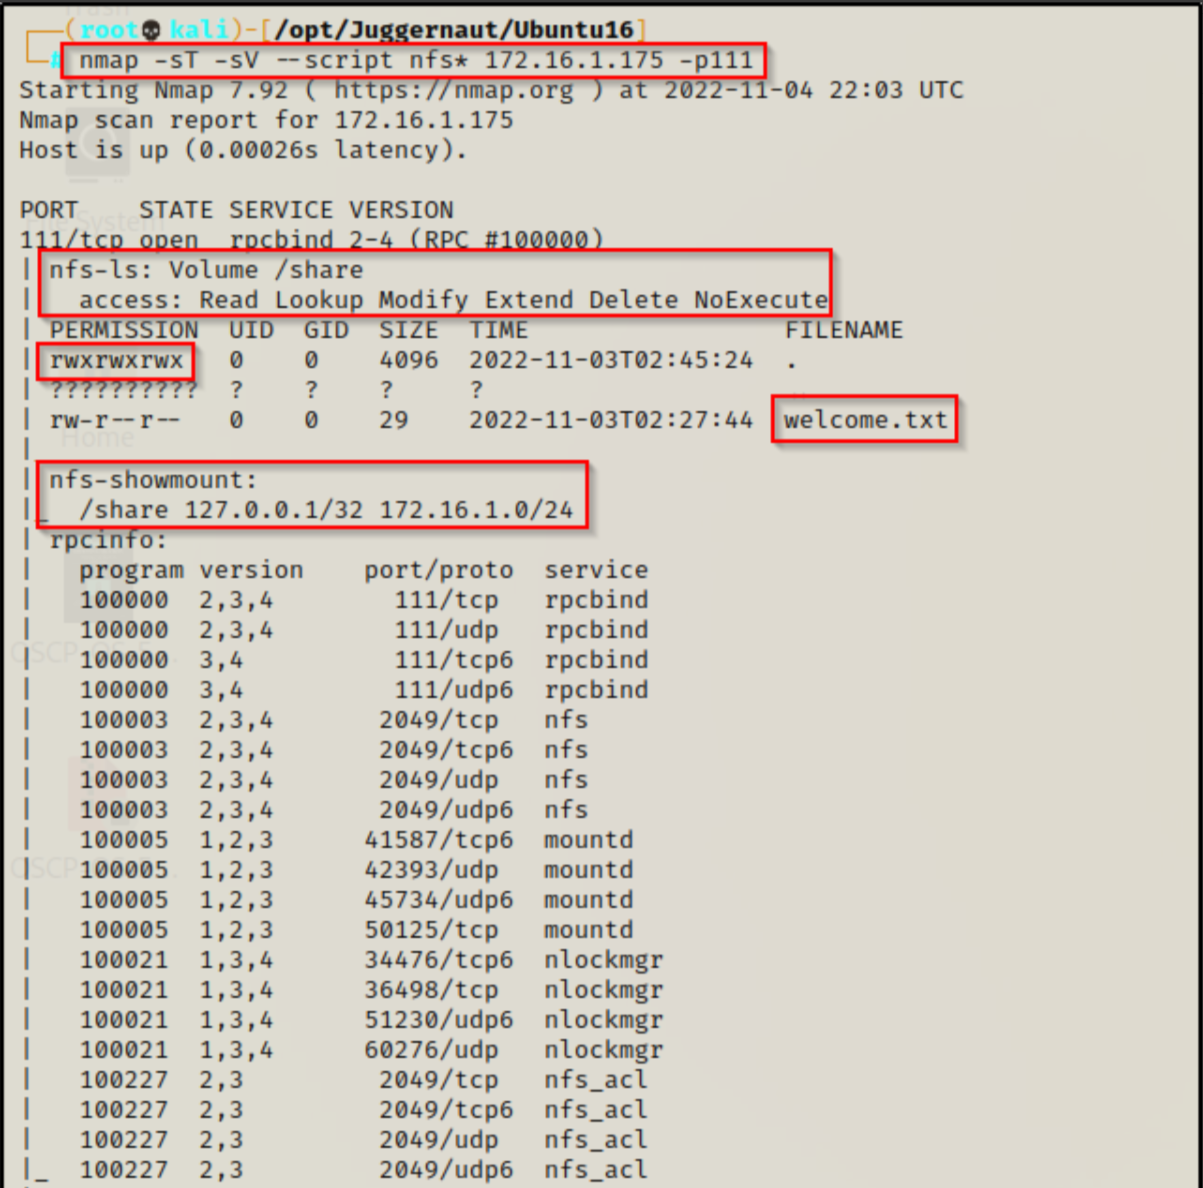 Trash
(root💀kali)-[/opt/Juggernaut/Ubuntu16]
# nmap -sT -sV --script nfs* 172.16.1.175 -p111
Starting Nmap 7.92 ( https://nmap.org ) at 2022-11-04 22:03 UTC
Nmap scan report for 172.16.1.175
Host is up (0.00026s latency).
File System
PORT    STATE SERVICE VERSION
111/tcp open  rpcbind 2-4 (RPC #100000)
| nfs-ls: Volume /share
|   access: Read Lookup Modify Extend Delete NoExecute
| PERMISSION  UID  GID  SIZE  TIME                 FILENAME
| rwxrwxrwx   0    0    4096  2022-11-03T02:45:24  .
| ??????????  ?    ?    ?     ?                    ..
| rw-r--r--   0    0    29    2022-11-03T02:27:44  welcome.txt
Home
|
| nfs-showmount:
|_  /share 127.0.0.1/32 172.16.1.0/24
| rpcinfo:
|   program version    port/proto  service
|   100000  2,3,4        111/tcp   rpcbind
|   100000  2,3,4        111/udp   rpcbind
|   100000  3,4          111/tcp6  rpcbind
|   100000  3,4          111/udp6  rpcbind
|   100003  2,3,4       2049/tcp   nfs
|   100003  2,3,4       2049/tcp6  nfs
|   100003  2,3,4       2049/udp   nfs
|   100003  2,3,4       2049/udp6  nfs
|   100005  1,2,3      41587/tcp6  mountd
|   100005  1,2,3      42393/udp   mountd
|   100005  1,2,3      45734/udp6  mountd
|   100005  1,2,3      50125/tcp   mountd
|   100021  1,3,4      34476/tcp6  nlockmgr
|   100021  1,3,4      36498/tcp   nlockmgr
|   100021  1,3,4      51230/udp6  nlockmgr
|   100021  1,3,4      60276/udp   nlockmgr
|   100227  2,3         2049/tcp   nfs_acl
|   100227  2,3         2049/tcp6  nfs_acl
|   100227  2,3         2049/udp   nfs_acl
|_  100227  2,3         2049/udp6  nfs_acl